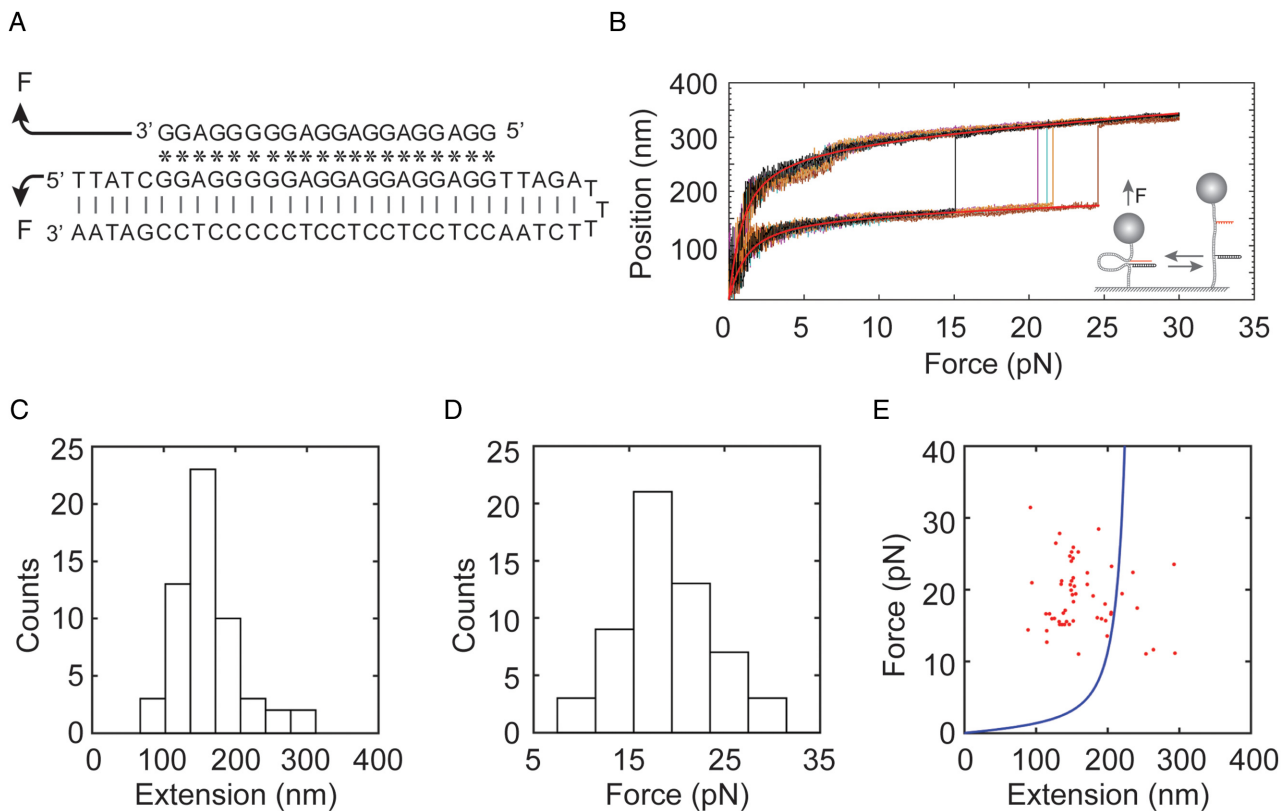 A
F
3' GGAGGGGGAGGAGGAGGAGG 5'
********************
5' TTATCGGAGGGGGAGGAGGAGGAGGTTAGA T
T
F
3' AATAGCCTCCCCCTCCTCCTCCTCCAATCT T
B
Position (nm)
400
300
200
100
0 5 10 15 20 25 30 35
Force (pN)
F
C
Counts
25
20
15
10
5
0
0 100 200 300 400
Extension (nm)
D
Counts
25
20
15
10
5
0
5 15 25 35
Force (pN)
E
Force (pN)
40
30
20
10
0
0 100 200 300 400
Extension (nm)